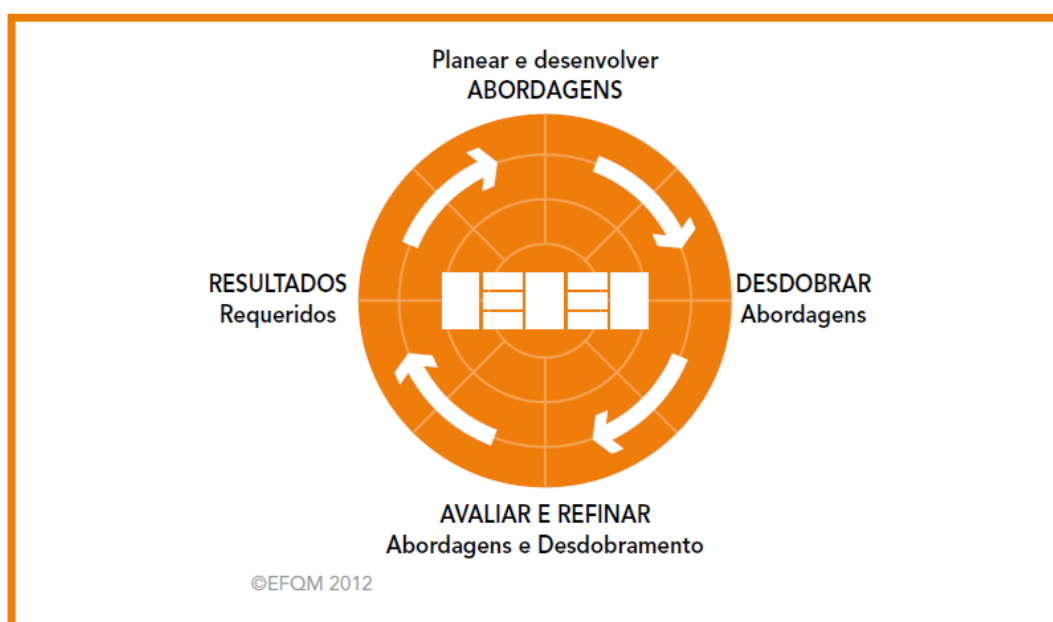 Planear e desenvolver
ABORDAGENS
RESULTADOS
Requeridos
DESDOBRAR
Abordagens
AVALIAR E REFINAR
Abordagens e Desdobramento
©EFQM 2012